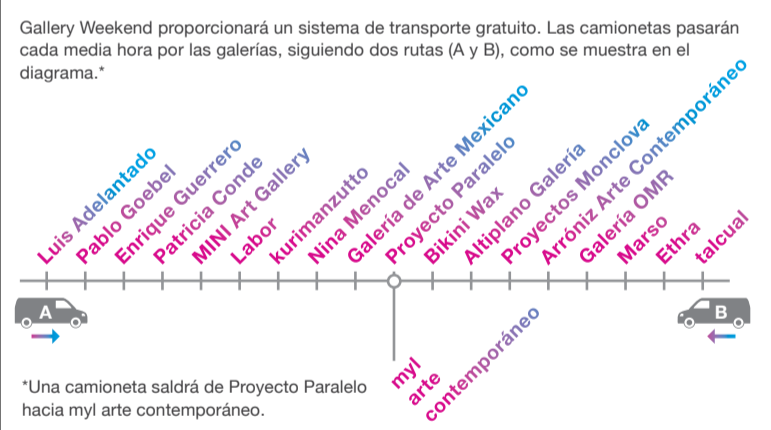 Gallery Weekend proporcionará un sistema de transporte gratuito. Las camionetas pasarán
cada media hora por las galerías, siguiendo dos rutas (A y B), como se muestra en el
diagrama.*
Luis Adelantado
Pablo Goebel
Enrique Guerrero
Patricia Conde
MINI Art Gallery
Labor
kurimanzutto
Nina Menocal
Galería de Arte Mexicano
Proyecto Paralelo
Bikini Wax
Altiplano Galería
Proyectos Monclova
Arróniz Arte Contemporáneo
Galería OMR
Marso
Ethra
talcual
A
B
myl
arte
contemporáneo
*Una camioneta saldrá de Proyecto Paralelo
hacia myl arte contemporáneo.